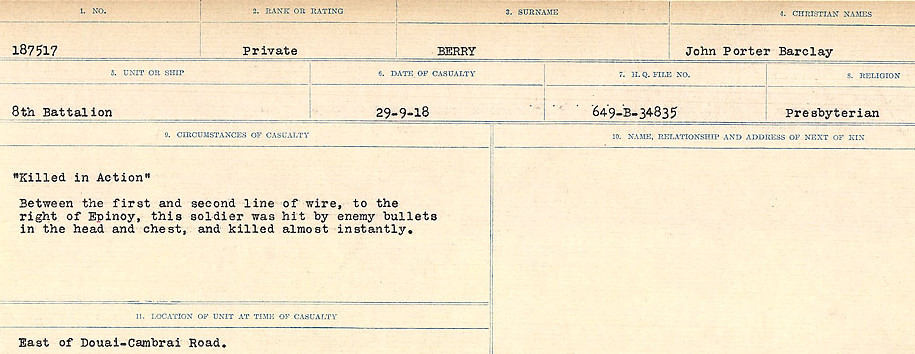 1. NO. 2. RANK OR RATING 3. SURNAME 4. CHRISTIAN NAMES
187517 Private BERRY John Porter Barclay
5. UNIT OR SHIP 6. DATE OF CASUALTY 7. H. Q. FILE NO. 8. RELIGION
8th Battalion 29-9-18 649-B-34835 Presbyterian
9. CIRCUMSTANCES OF CASUALTY 10. NAME, RELATIONSHIP AND ADDRESS OF NEXT OF KIN
"Killed in Action"
Between the first and second line of wire, to the
right of Epinoy, this soldier was hit by enemy bullets
in the head and chest, and killed almost instantly.
11. LOCATION OF UNIT AT TIME OF CASUALTY
East of Douai-Cambrai Road.